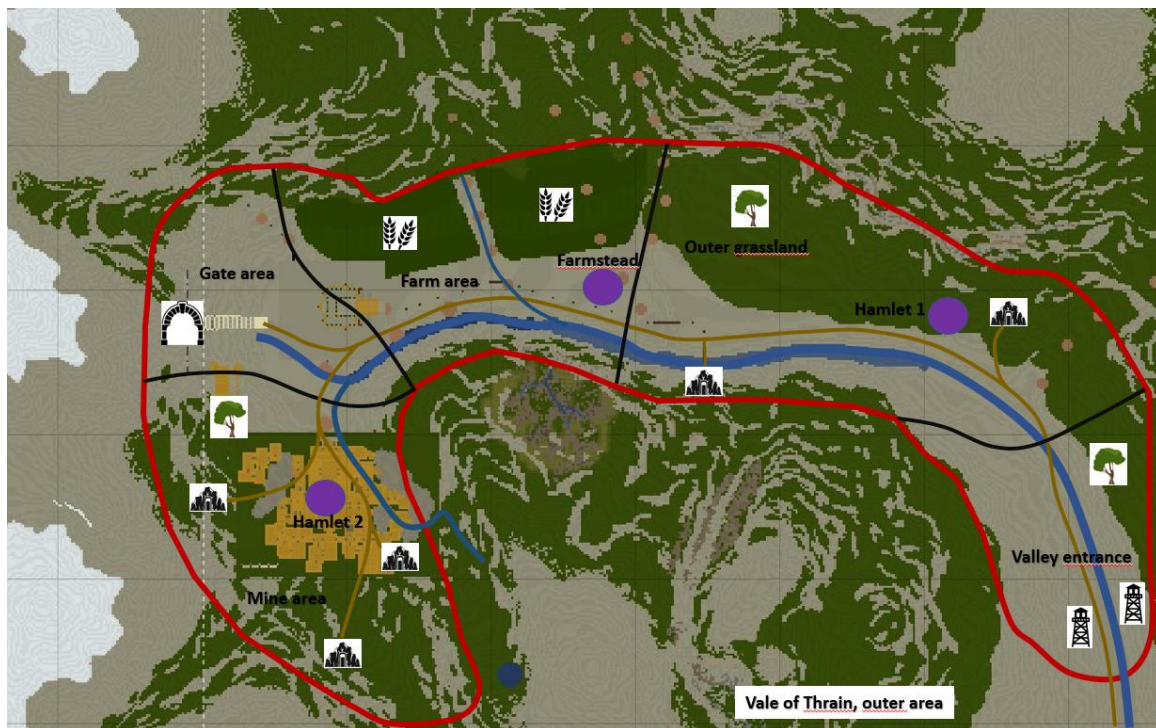 Outer grassland
Farmstead
Gate area
Farm area
Hamlet 1
Hamlet 2
Valley entrance
Mine area
Vale of Thrain, outer area